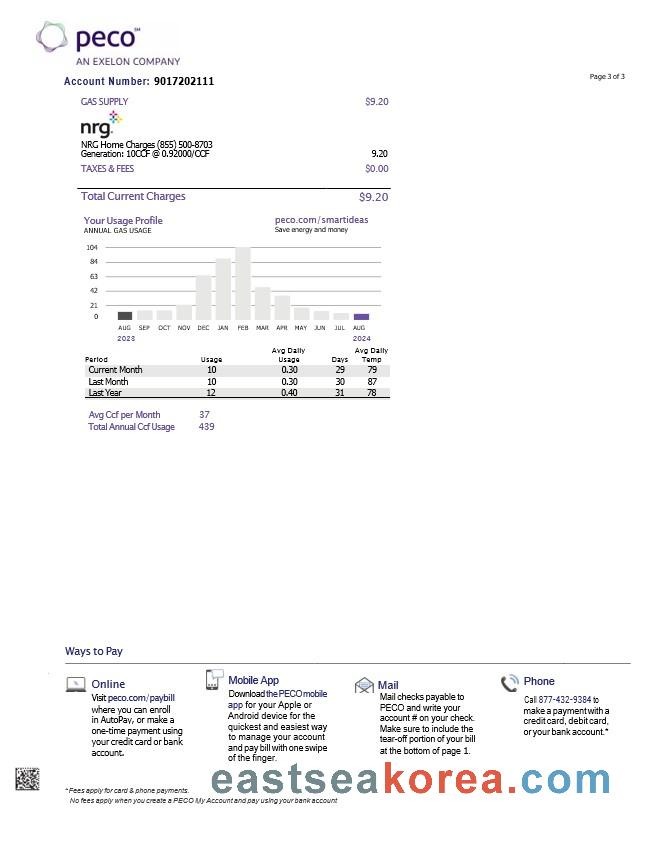 peco℠
AN EXELON COMPANY
Account Number: 9017202111
Page 3 of 3
GAS SUPPLY $9.20
nrg.
NRG Home Charges (855) 500-8703
Generation: 10CCF @ 0.92000/CCF 9.20
TAXES & FEES $0.00
Total Current Charges $9.20
Your Usage Profile peco.com/smartideas
ANNUAL GAS USAGE Save energy and money
104
84
63
42
21
0
AUG SEP OCT NOV DEC JAN FEB MAR APR MAY JUN JUL AUG
2023 2024
Period Usage Avg Daily Usage Days Avg Daily Temp
Current Month 10 0.30 29 79
Last Month 10 0.30 30 87
Last Year 12 0.40 31 78
Avg Ccf per Month 37
Total Annual Ccf Usage 439
Ways to Pay
Online
Visit peco.com/paybill
where you can enroll
in AutoPay, or make a
one-time payment using
your credit card or bank
account.
Mobile App
Download the PECO mobile
app for your Apple or
Android device for the
quickest and easiest way
to manage your account
and pay bill with one swipe
of the finger.
Mail
Mail checks payable to
PECO and write your
account # on your check.
Make sure to include the
tear-off portion of your bill
at the bottom of page 1.
Phone
Call 877-432-9384 to
make a payment with a
credit card, debit card,
or your bank account.*
eastseakorea.com
*Fees apply for card & phone payments.
No fees apply when you create a PECO My Account and pay using your bank account